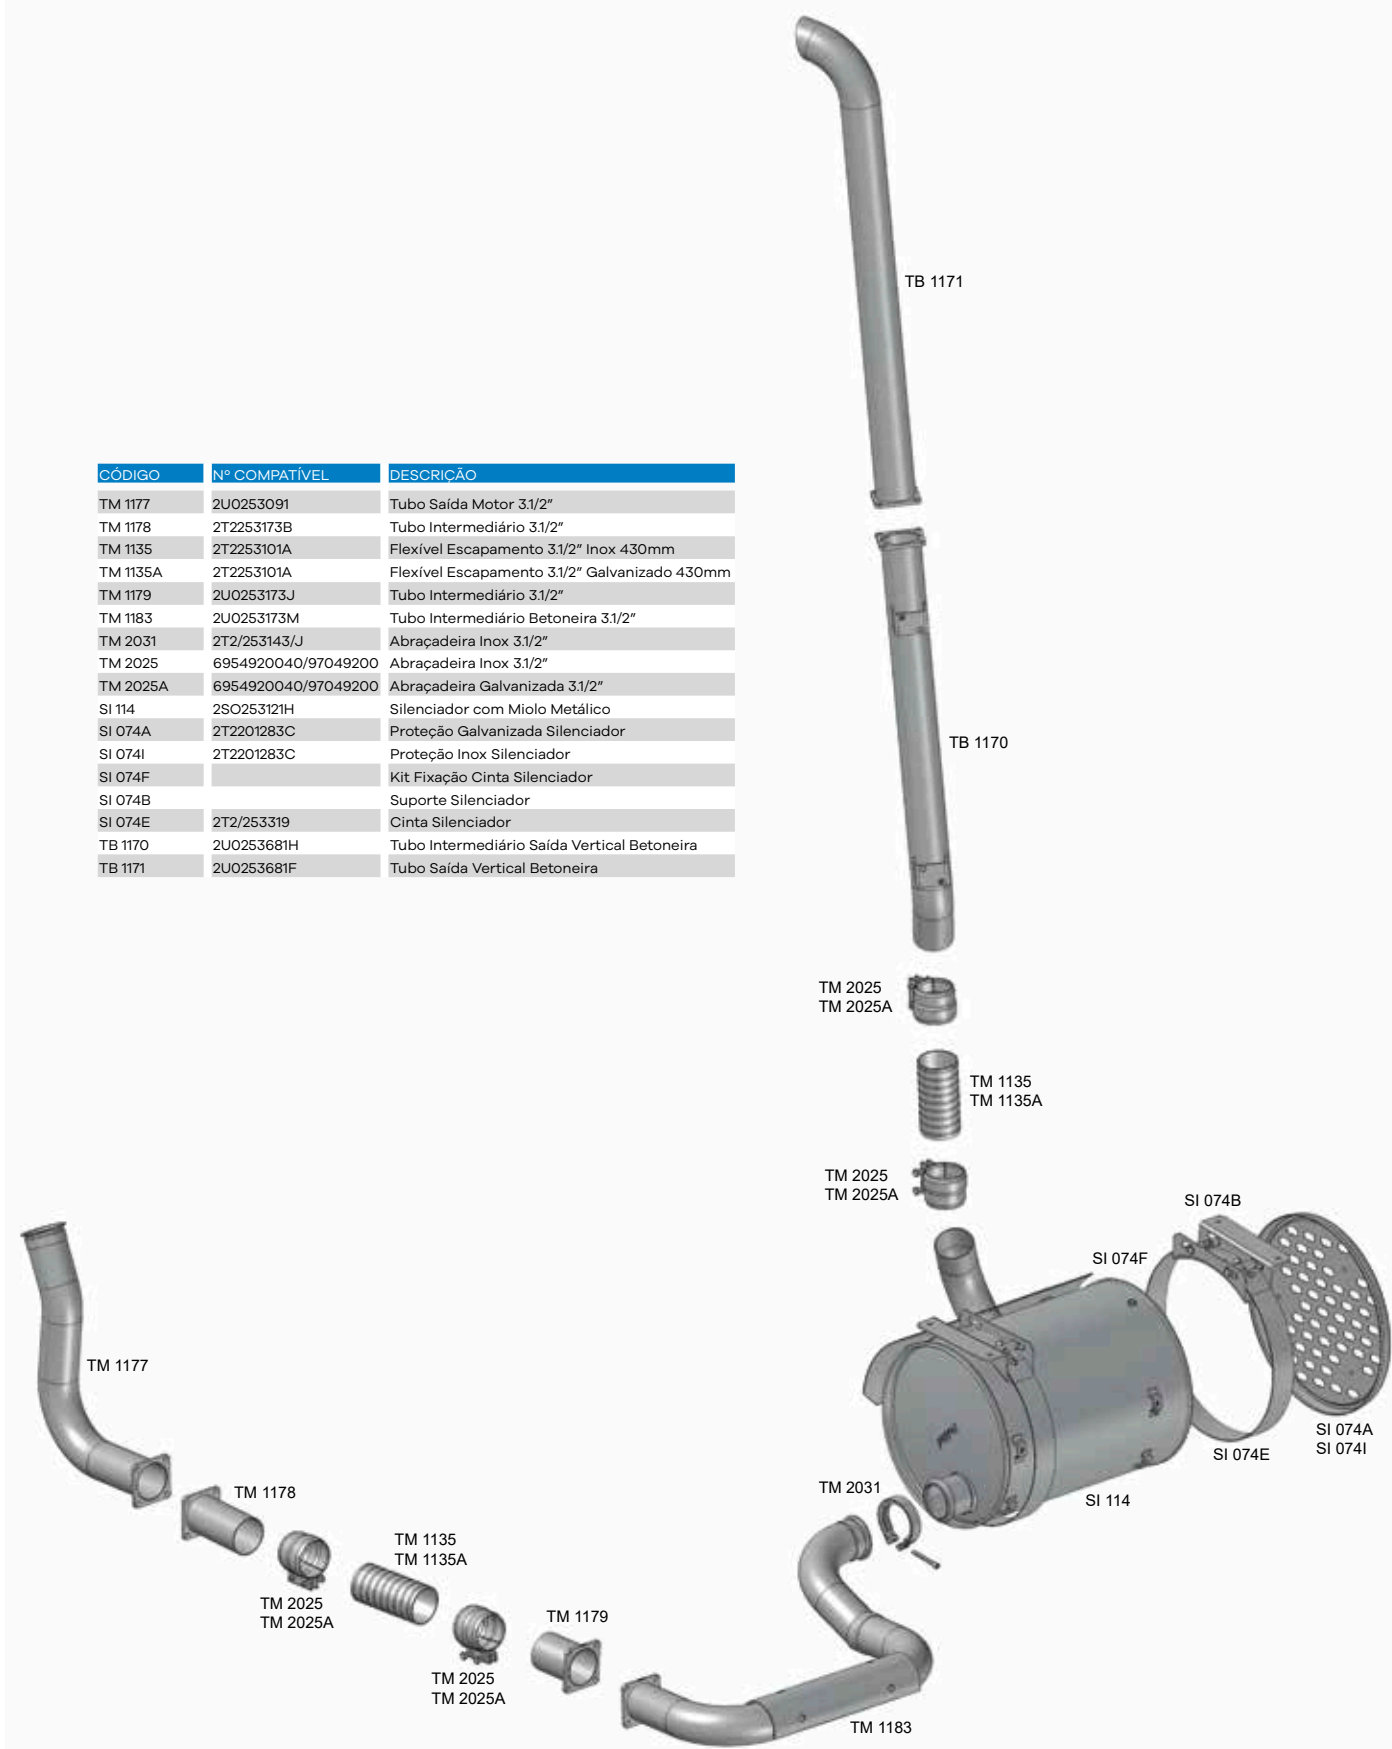 TB 1171
CÓDIGO Nº COMPATÍVEL DESCRIÇÃO
TM 1177 2U0253091 Tubo Saída Motor 3.1/2"
TM 1178 2T2253173B Tubo Intermediário 3.1/2"
TM 1135 2T2253101A Flexível Escapamento 3.1/2" Inox 430mm
TM 1135A 2T2253101A Flexível Escapamento 3.1/2" Galvanizado 430mm
TM 1179 2U0253173J Tubo Intermediário 3.1/2"
TM 1183 2U0253173M Tubo Intermediário Betoneira 3.1/2"
TM 2031 2T2/253143/J Abraçadeira Inox 3.1/2"
TM 2025 6954920040/97049200 Abraçadeira Inox 3.1/2"
TM 2025A 6954920040/97049200 Abraçadeira Galvanizada 3.1/2"
SI 114 2SO253121H Silenciador com Miolo Metálico
SI 074A 2T2201283C Proteção Galvanizada Silenciador
SI 074I 2T2201283C Proteção Inox Silenciador
SI 074F Kit Fixação Cinta Silenciador
SI 074B Suporte Silenciador
SI 074E 2T2/253319 Cinta Silenciador
TB 1170 2U0253681H Tubo Intermediário Saída Vertical Betoneira
TB 1171 2U0253681F Tubo Saída Vertical Betoneira
TB 1170
TM 2025
TM 2025A
TM 1135
TM 1135A
TM 2025
TM 2025A
SI 074B
SI 074F
TM 1177
SI 074A
SI 074I
SI 074E
TM 2031
SI 114
TM 1178
TM 1135
TM 1135A
TM 2025
TM 2025A
TM 1179
TM 2025
TM 2025A
TM 1183